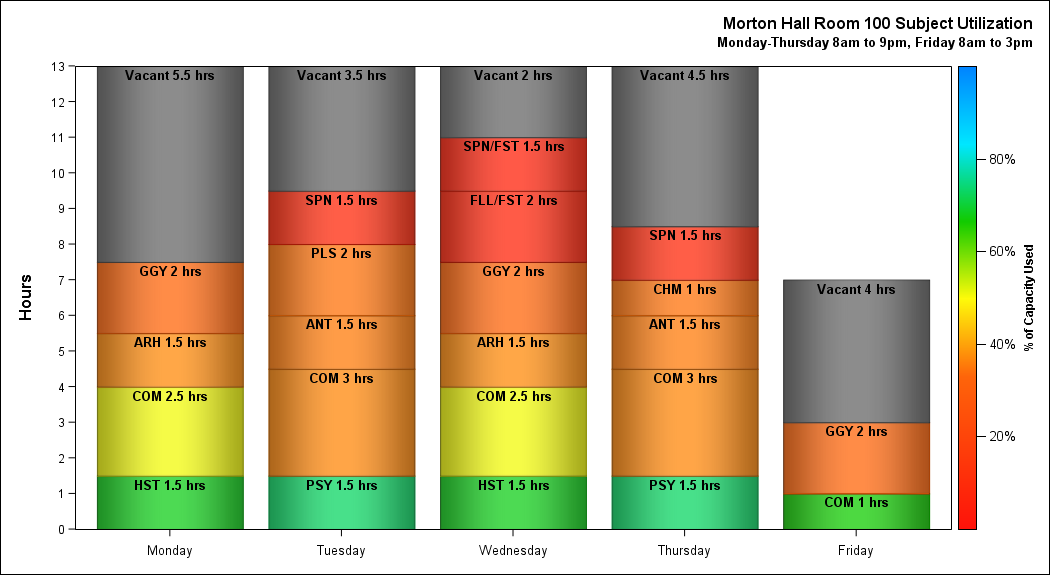 Morton Hall Room 100 Subject Utilization
Monday-Thursday 8am to 9pm, Friday 8am to 3pm
Hours
13
12
11
10
9
8
7
6
5
4
3
2
1
0
Vacant 5.5 hrs
GGY 2 hrs
ARH 1.5 hrs
COM 2.5 hrs
HST 1.5 hrs
Vacant 3.5 hrs
SPN 1.5 hrs
PLS 2 hrs
ANT 1.5 hrs
COM 3 hrs
PSY 1.5 hrs
Vacant 2 hrs
SPN/FST 1.5 hrs
FLL/FST 2 hrs
GGY 2 hrs
ARH 1.5 hrs
COM 2.5 hrs
HST 1.5 hrs
Vacant 4.5 hrs
SPN 1.5 hrs
CHM 1 hrs
ANT 1.5 hrs
COM 3 hrs
PSY 1.5 hrs
Vacant 4 hrs
GGY 2 hrs
COM 1 hrs
Monday
Tuesday
Wednesday
Thursday
Friday
80%
60%
40%
20%
% of Capacity Used